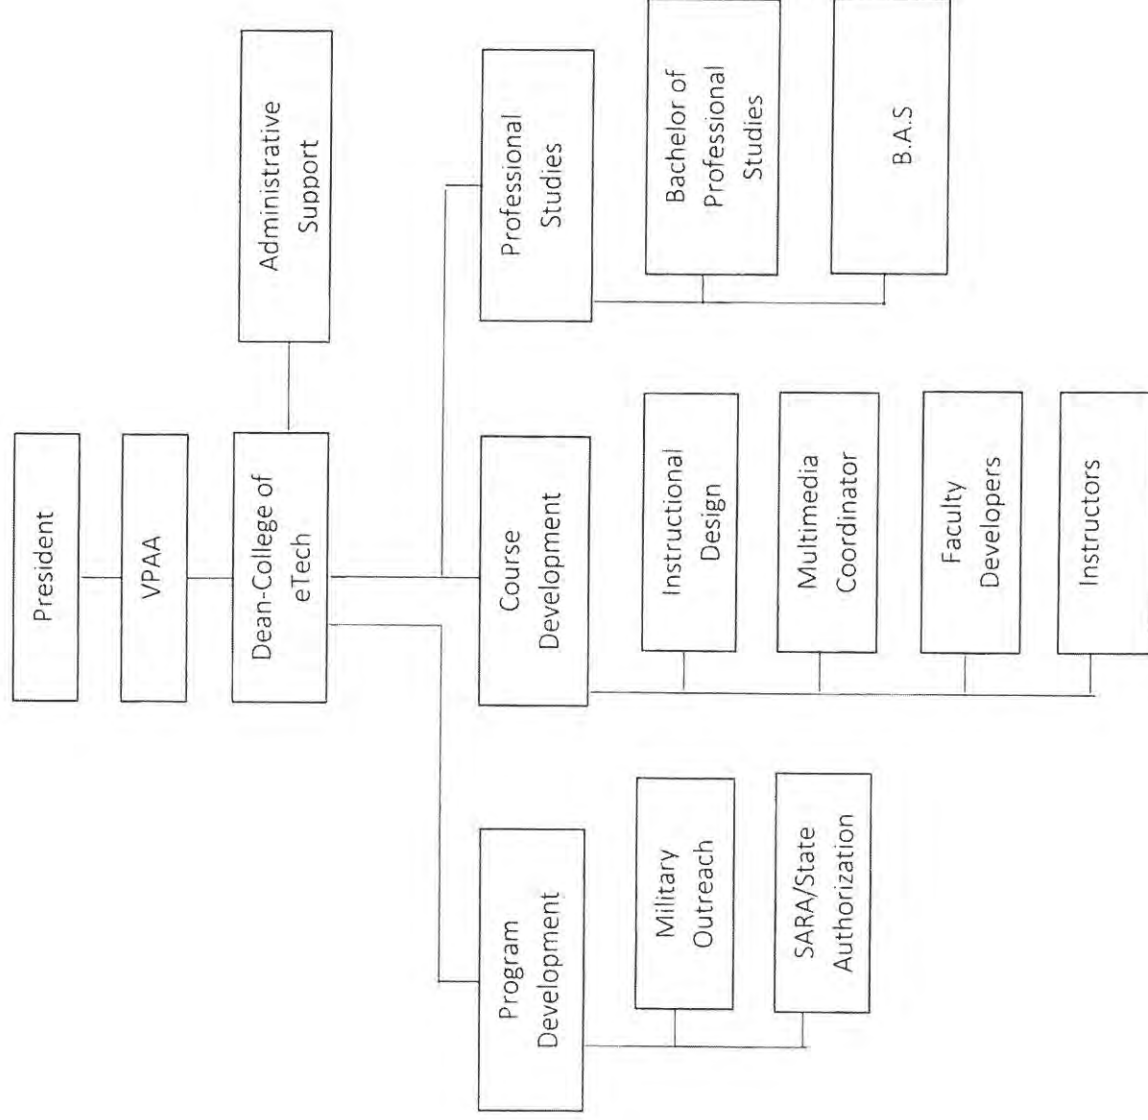 President
VPAA
Dean-College of
eTech
Administrative
Support
Program
Development
Military
Outreach
SARA/State
Authorization
Course
Development
Instructional
Design
Multimedia
Coordinator
Faculty
Developers
Instructors
Professional
Studies
Bachelor of
Professional
Studies
B.A.S